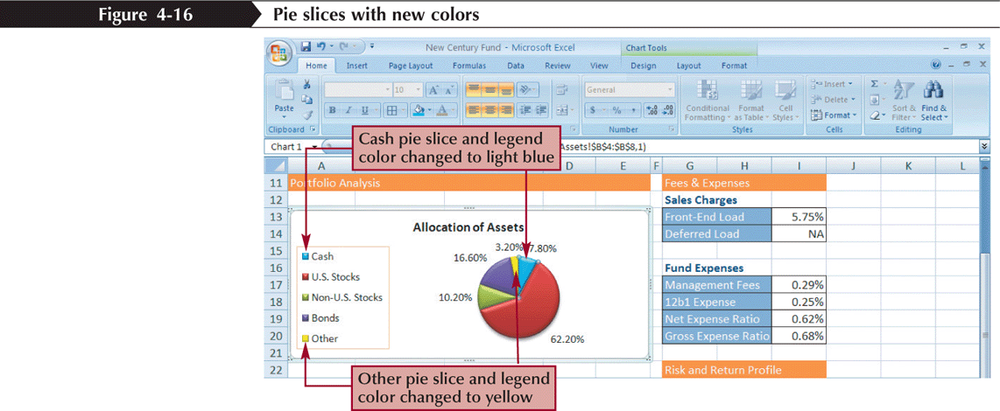 Figure 4-16 Pie slices with new colors
New Century Fund - Microsoft Excel Chart Tools
Home Insert Page Layout Formulas Data Review View Design Layout Format
10 A A General Insert Σ
Paste B I U A $ % , Conditional Formatting Format as Table Cell Styles Delete Format Sort & Filter Find & Select
Clipboard Number Styles Cells Editing
Chart 1 Assets!$B$4:$B$8,1)
Cash pie slice and legend
color changed to light blue
A D E F G H I J K L
11 Portfolio Analysis Fees & Expenses
12 Sales Charges
13 Front-End Load 5.75%
Allocation of Assets
14 Deferred Load NA
15
3.20% 7.80%
Cash
16.60%
16 Fund Expenses
U.S. Stocks
17 Management Fees 0.29%
Non-U.S. Stocks
10.20%
18 12b1 Expense 0.25%
Bonds
19 Net Expense Ratio 0.62%
Other
62.20%
20 Gross Expense Ratio 0.68%
21
22 Risk and Return Profile
Other pie slice and legend
color changed to yellow